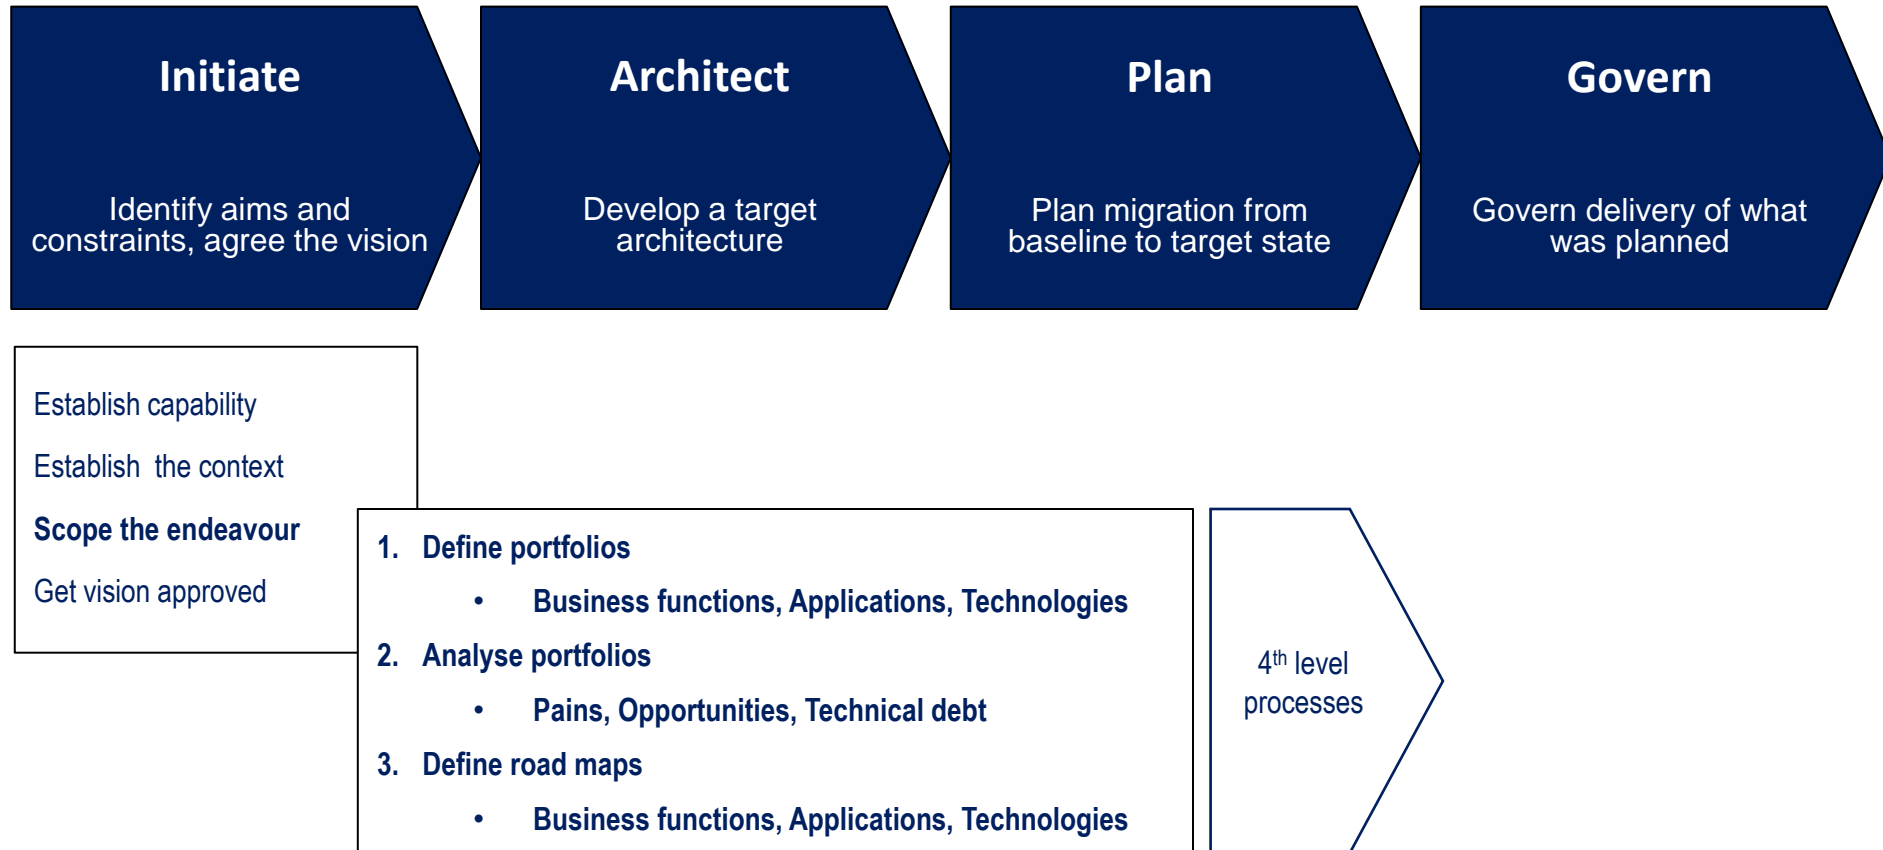 Initiate
Identify aims and
constraints, agree the vision
Architect
Develop a target
architecture
Plan
Plan migration from
baseline to target state
Govern
Govern delivery of what
was planned
Establish capability
Establish  the context
Scope the endeavour
Get vision approved
1. Define portfolios
• Business functions, Applications, Technologies
2. Analyse portfolios
• Pains, Opportunities, Technical debt
3. Define road maps
• Business functions, Applications, Technologies
4th level
processes